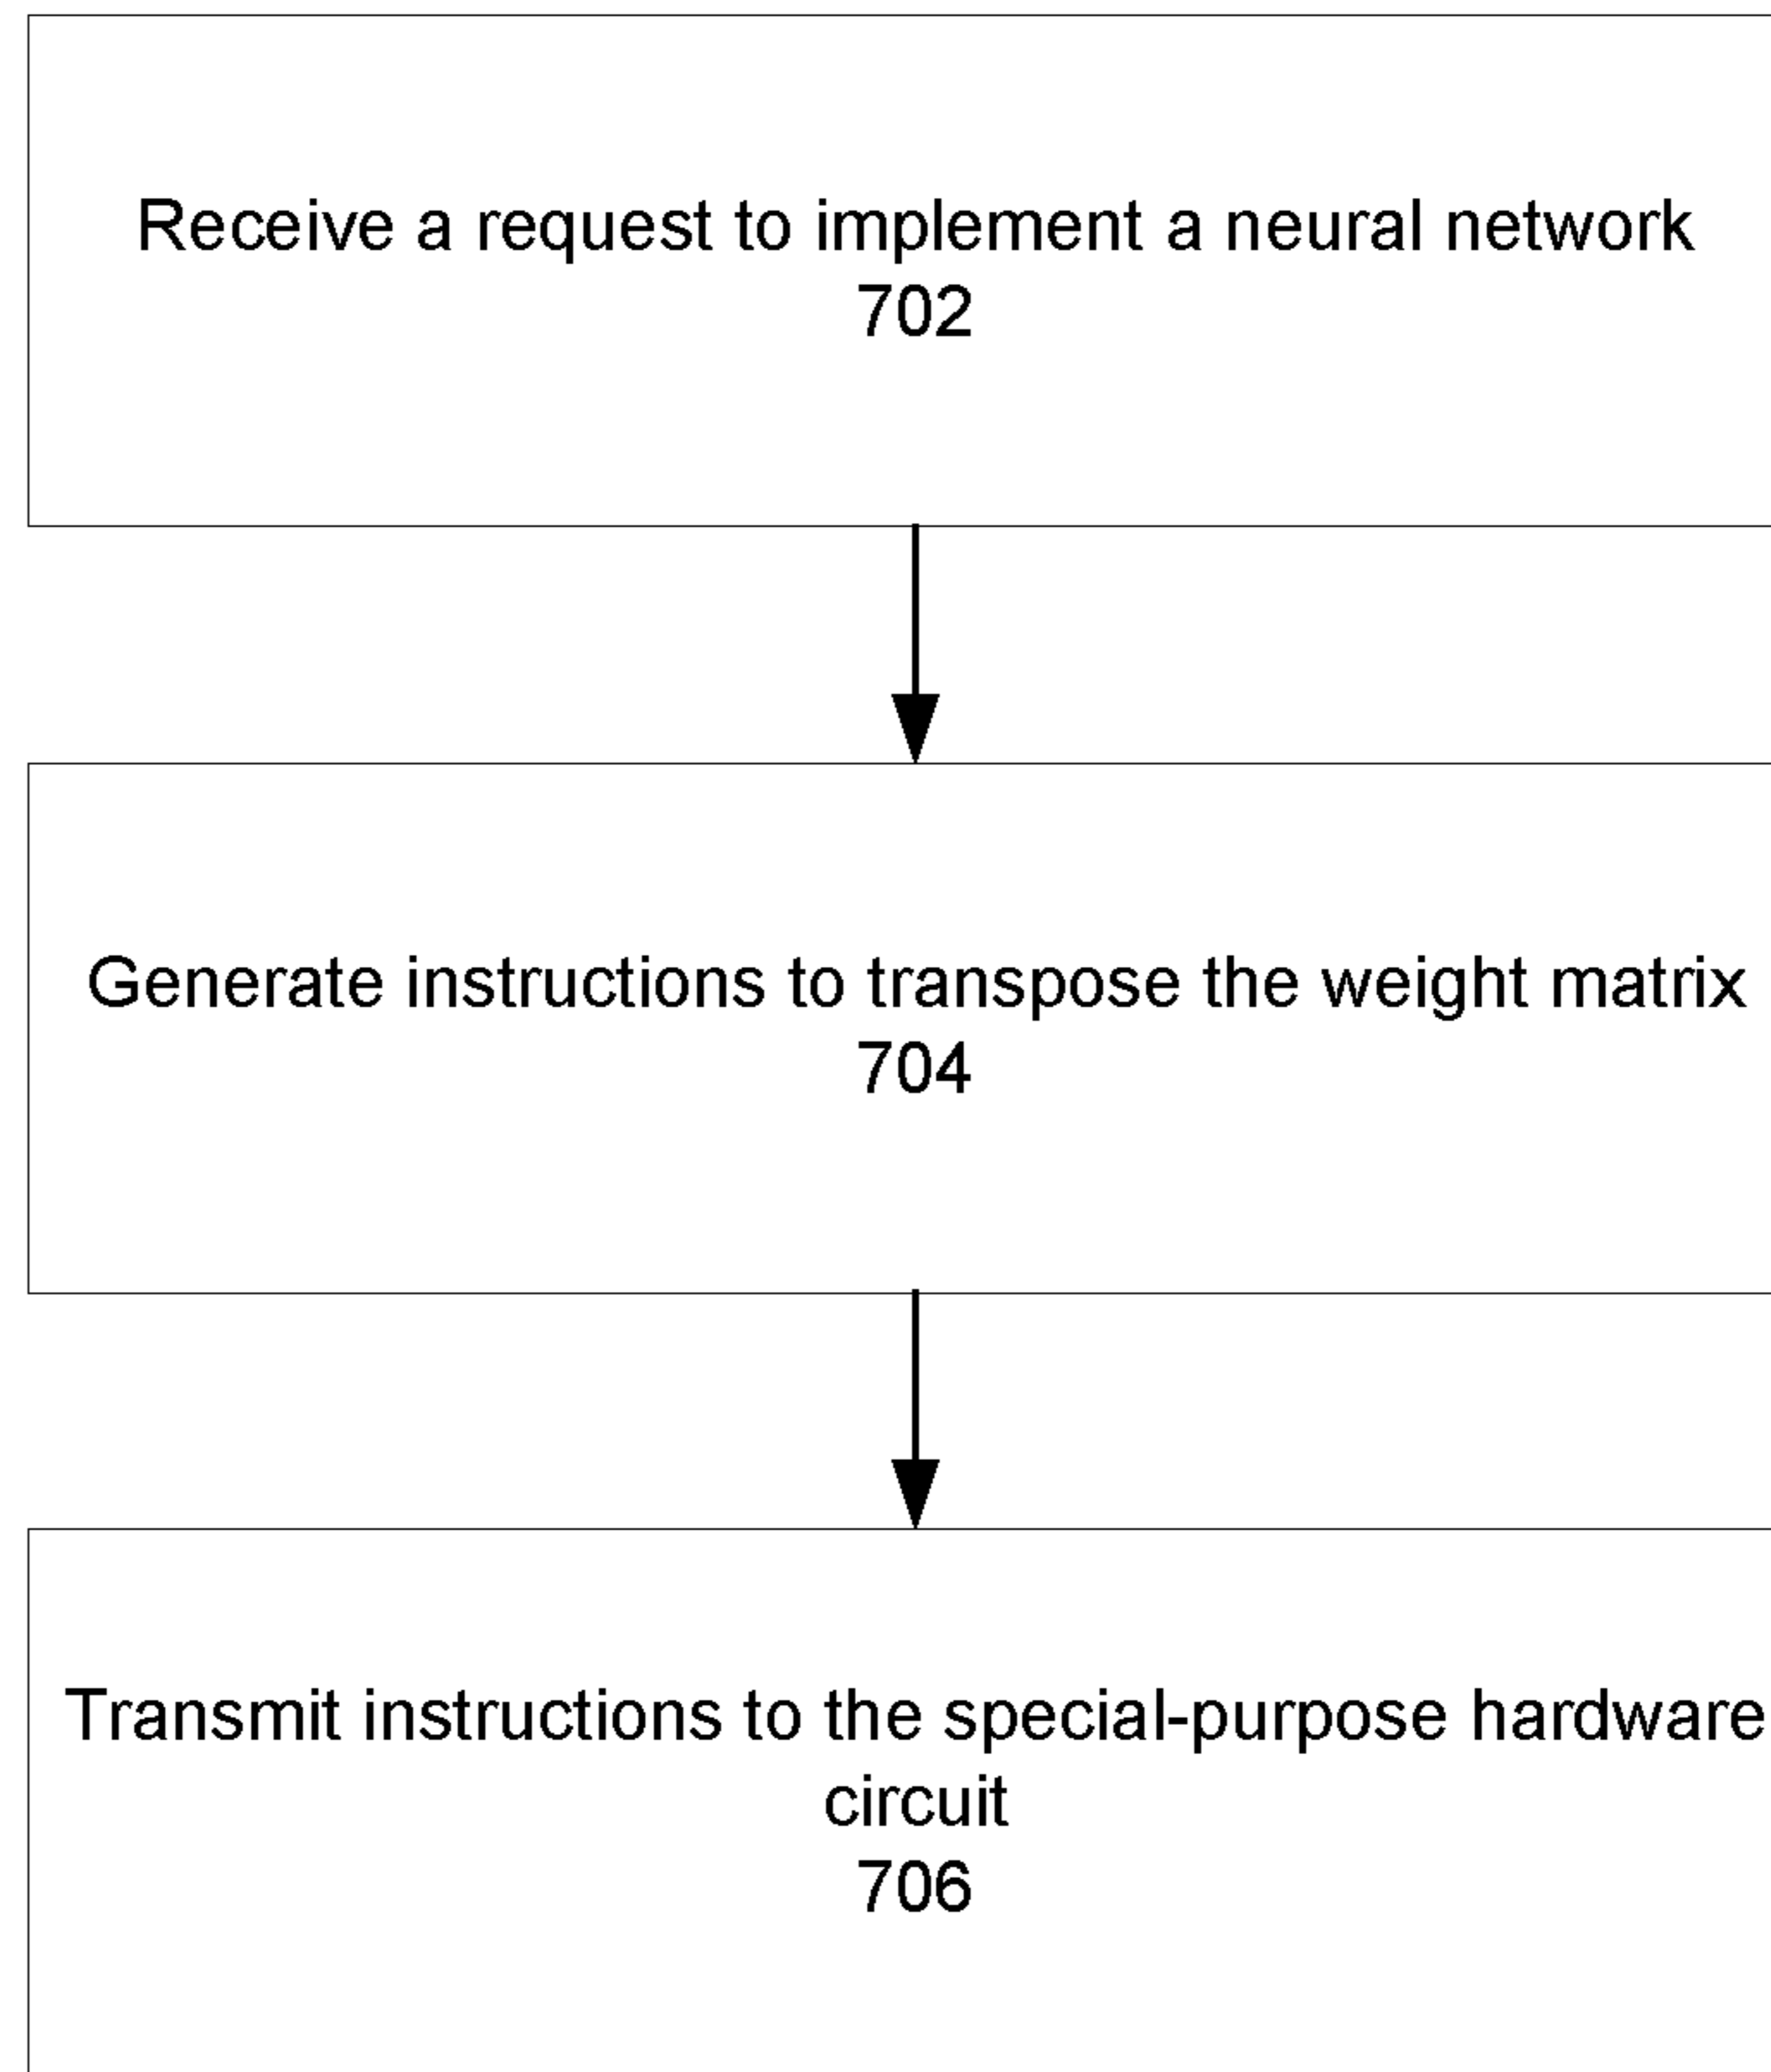 Receive a request to implement a neural network
702
Generate instructions to transpose the weight matrix
704
Transmit instructions to the special-purpose hardware
circuit
706